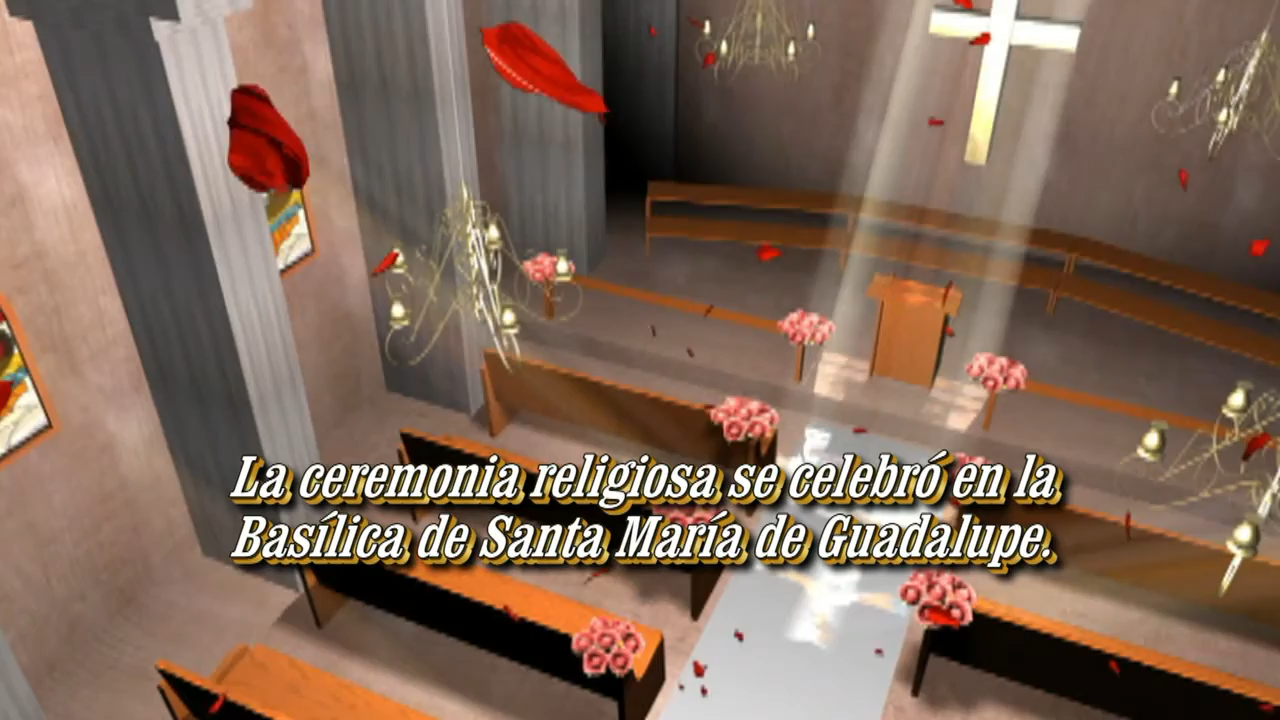 La ceremonia religiosa se celebró en la
Basílica de Santa María de Guadalupe.